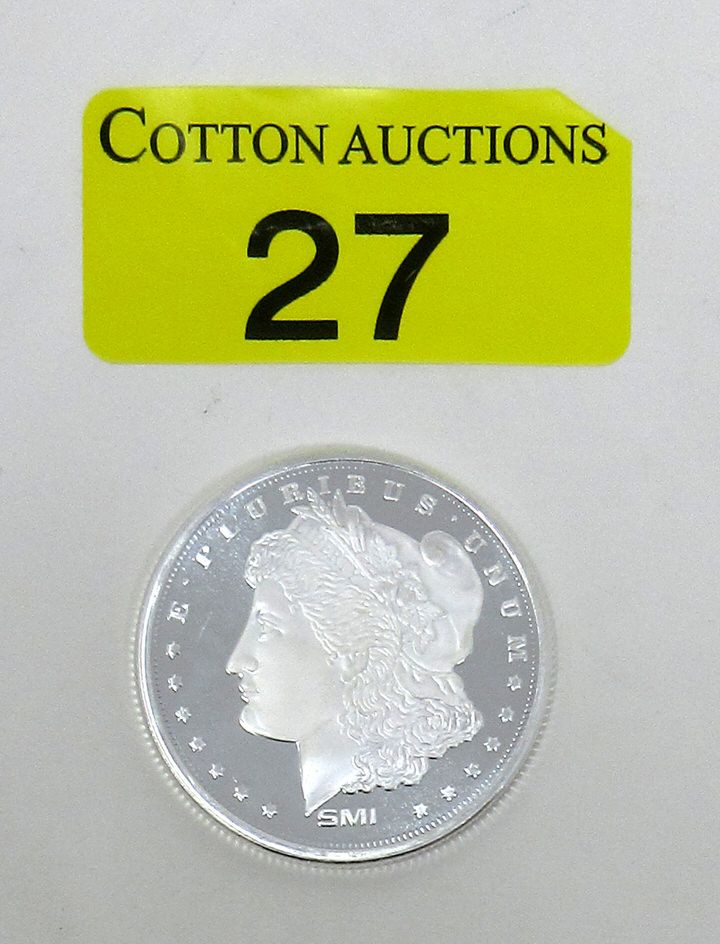 COTTON AUCTIONS
27
E · PLURIBUS · UNUM
SMI